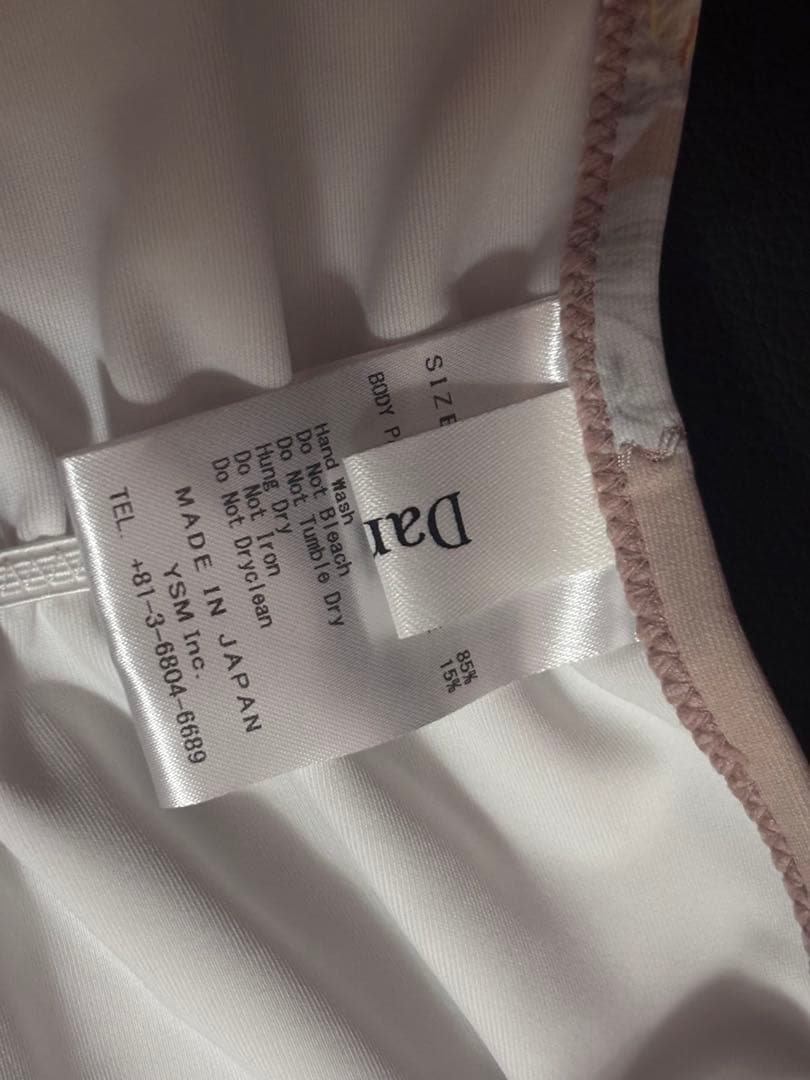 SIZE
BODY
85%
15%
Hand Wash
Do Not Bleach
Do Not Tumble Dry
Hung Dry
Do Not Iron
Do Not Dryclean
MADE IN JAPAN
YSM Inc.
TEL. +81-3-6804-6689
Dar